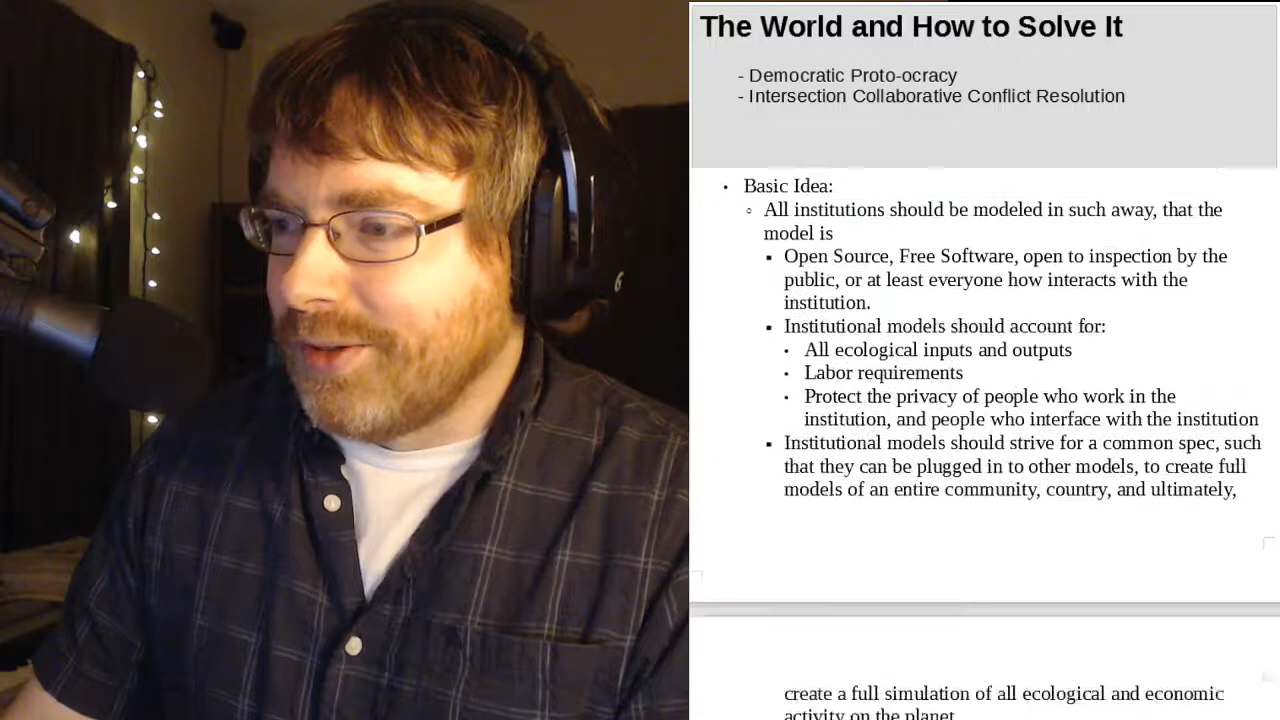 The World and How to Solve It
- Democratic Proto-ocracy
- Intersection Collaborative Conflict Resolution
• Basic Idea:
◦ All institutions should be modeled in such away, that the
model is
▪ Open Source, Free Software, open to inspection by the
public, or at least everyone how interacts with the
institution.
▪ Institutional models should account for:
• All ecological inputs and outputs
• Labor requirements
• Protect the privacy of people who work in the
institution, and people who interface with the institution
▪ Institutional models should strive for a common spec, such
that they can be plugged in to other models, to create full
models of an entire community, country, and ultimately,
create a full simulation of all ecological and economic
activity on the planet